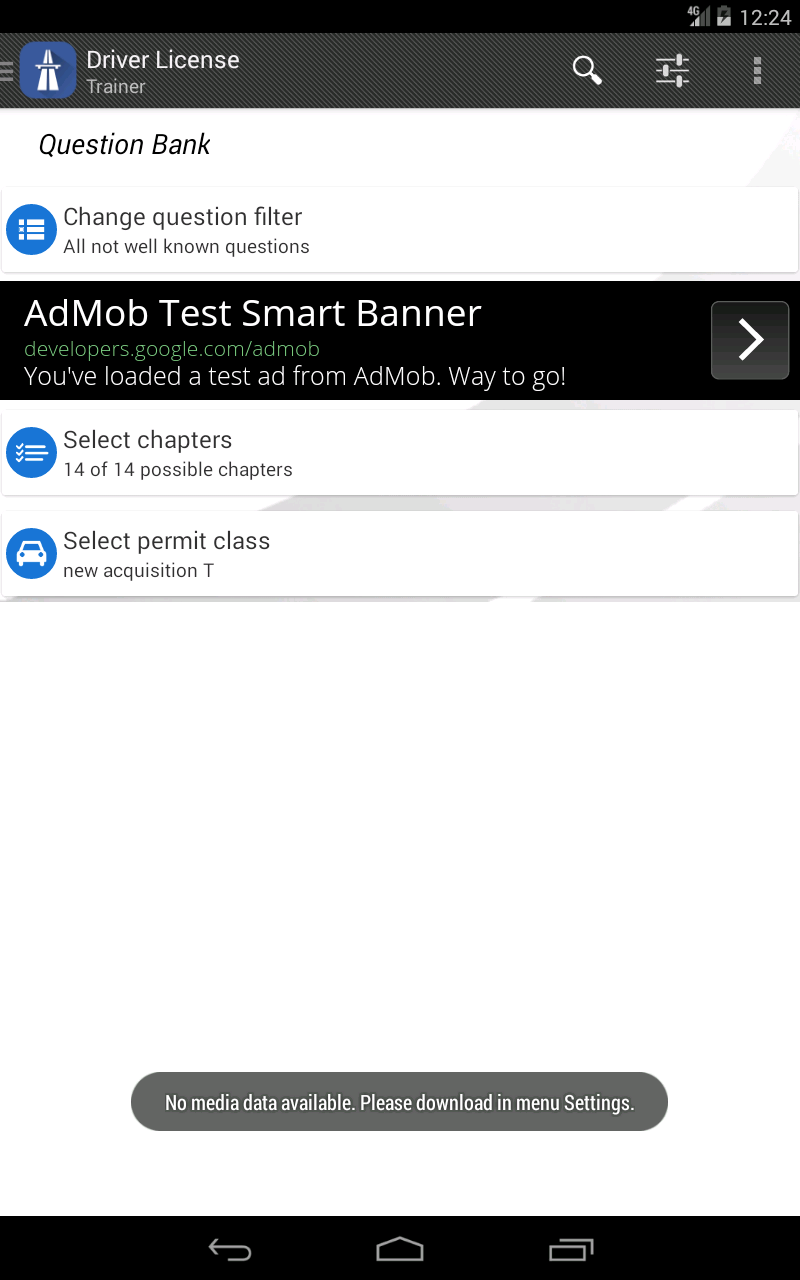 4G 12:24
Driver License
Trainer
Question Bank
Change question filter
All not well known questions
AdMob Test Smart Banner
developers.google.com/admob
You've loaded a test ad from AdMob. Way to go!
Select chapters
14 of 14 possible chapters
Select permit class
new acquisition T
No media data available. Please download in menu Settings.